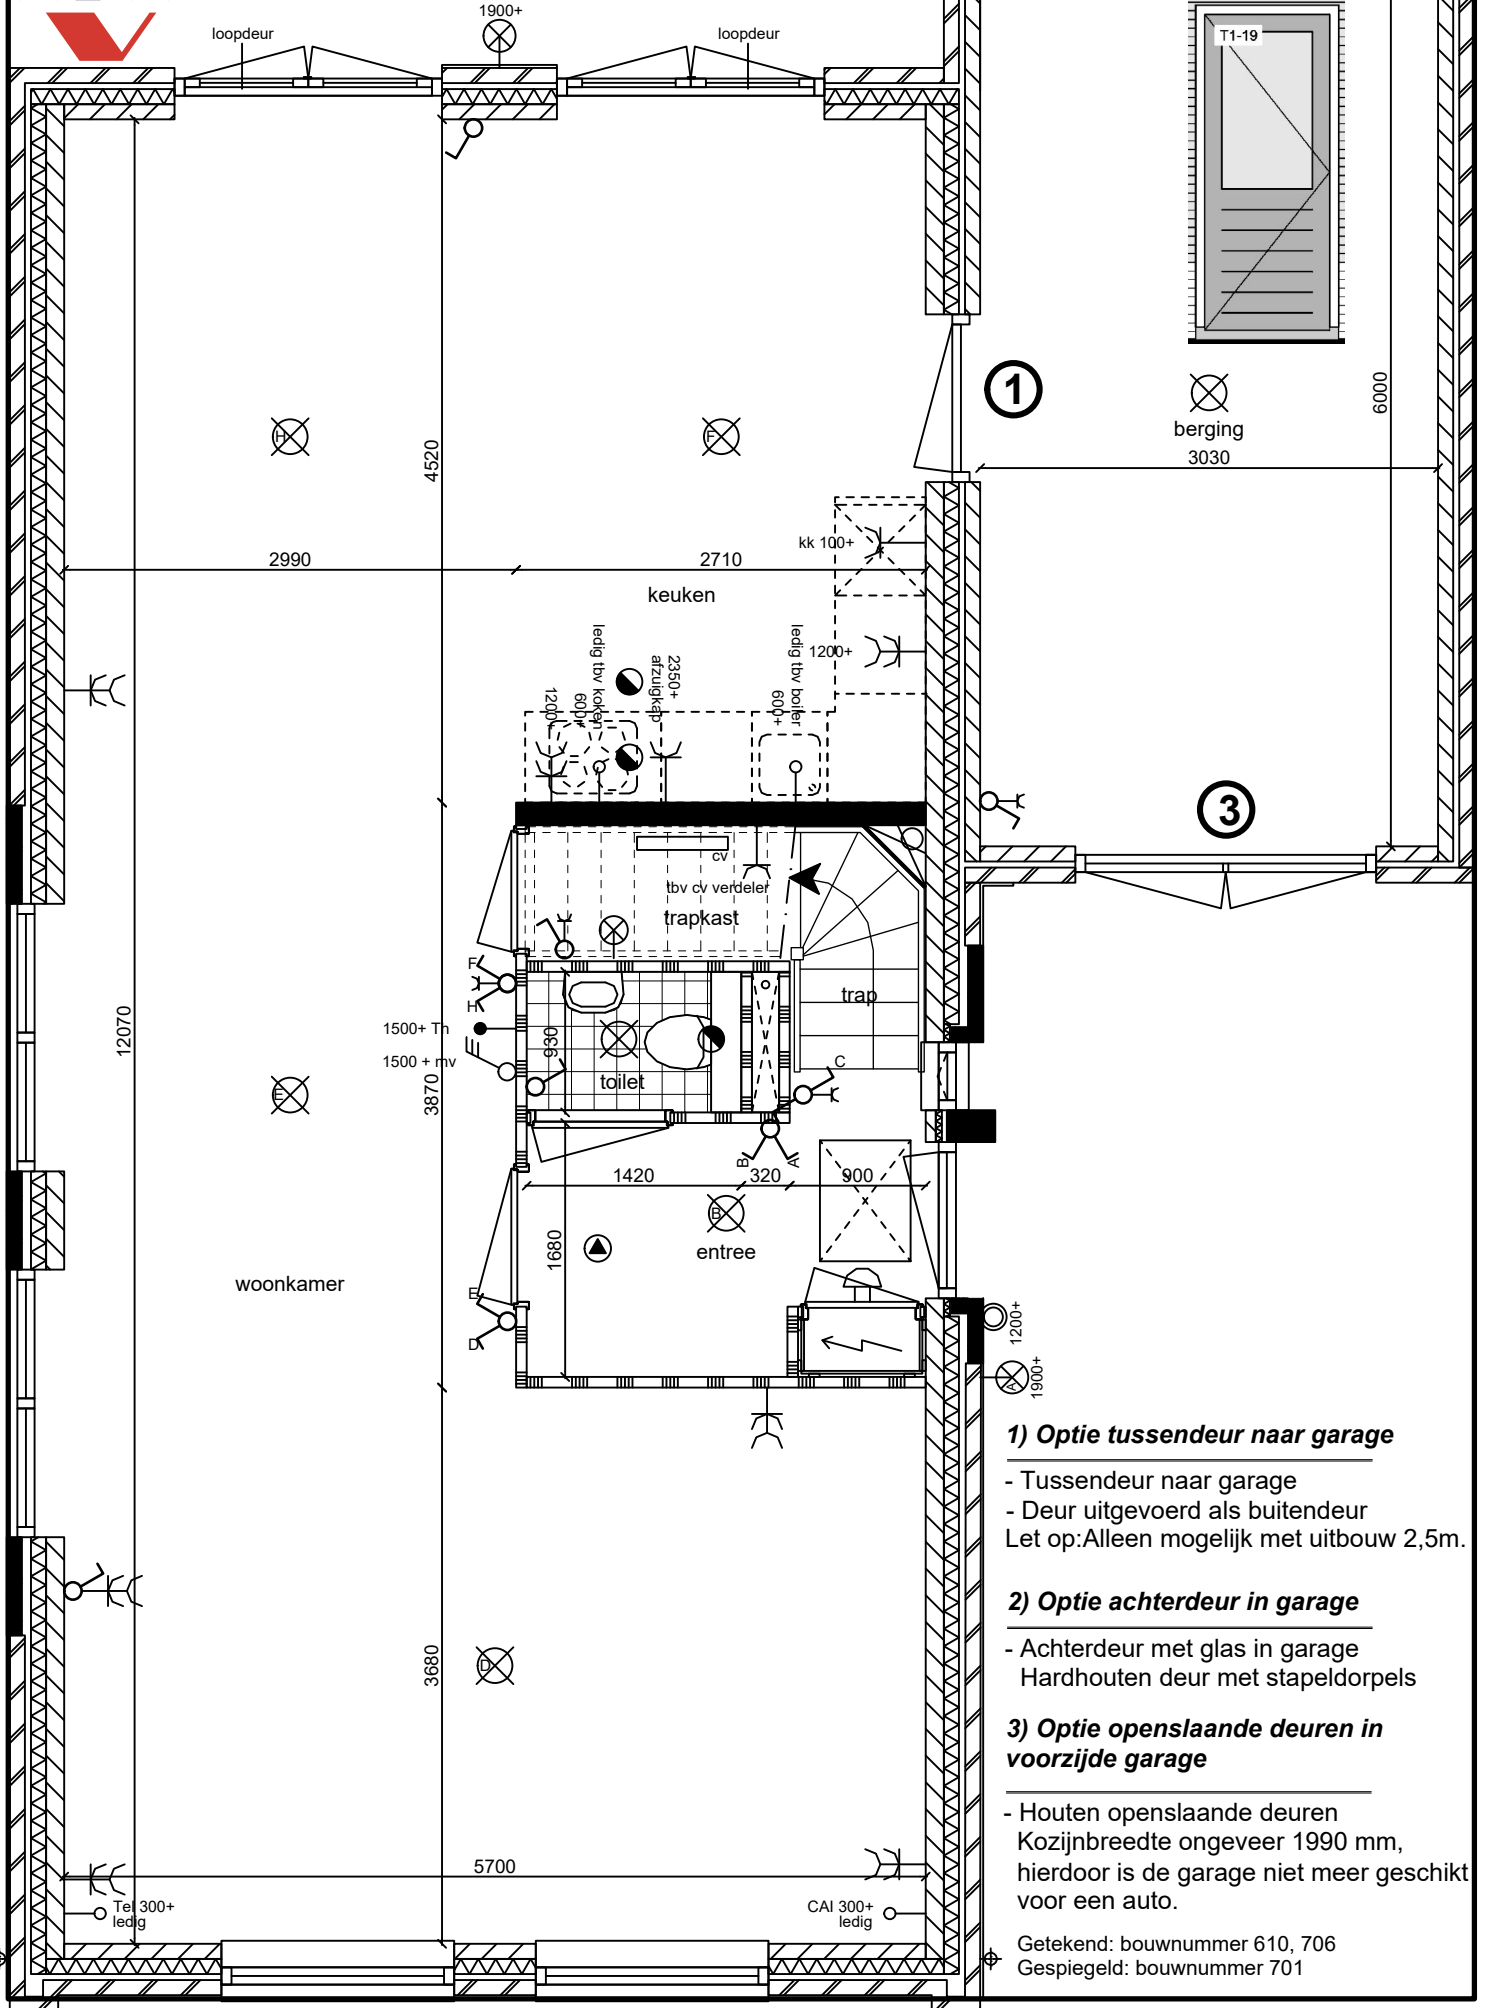 1900+
loopdeur
loopdeur
T1-19
1
6000
berging
3030
H
F
4520
kk 100+
2990
2710
keuken
1200+
ledig tbv koken
600+
1200+
2350+
afzuigkap
ledig tbv boiler
600+
3
cv
tbv cv verdeler
trapkast
F
H
trap
1500+ Th
1500 + mv
930
toilet
C
12070
3870
E
B
A
1420
320
900
B
1680
entree
woonkamer
E
D
1200+
A
1900+
1) Optie tussendeur naar garage
- Tussendeur naar garage
- Deur uitgevoerd als buitendeur
Let op:Alleen mogelijk met uitbouw 2,5m.
2) Optie achterdeur in garage
- Achterdeur met glas in garage
Hardhouten deur met stapeldorpels
3680
D
3) Optie openslaande deuren in
voorzijde garage
- Houten openslaande deuren
Kozijnbreedte ongeveer 1990 mm,
hierdoor is de garage niet meer geschikt
voor een auto.
5700
Tel 300+
ledig
CAI 300+
ledig
Getekend: bouwnummer 610, 706
Gespiegeld: bouwnummer 701